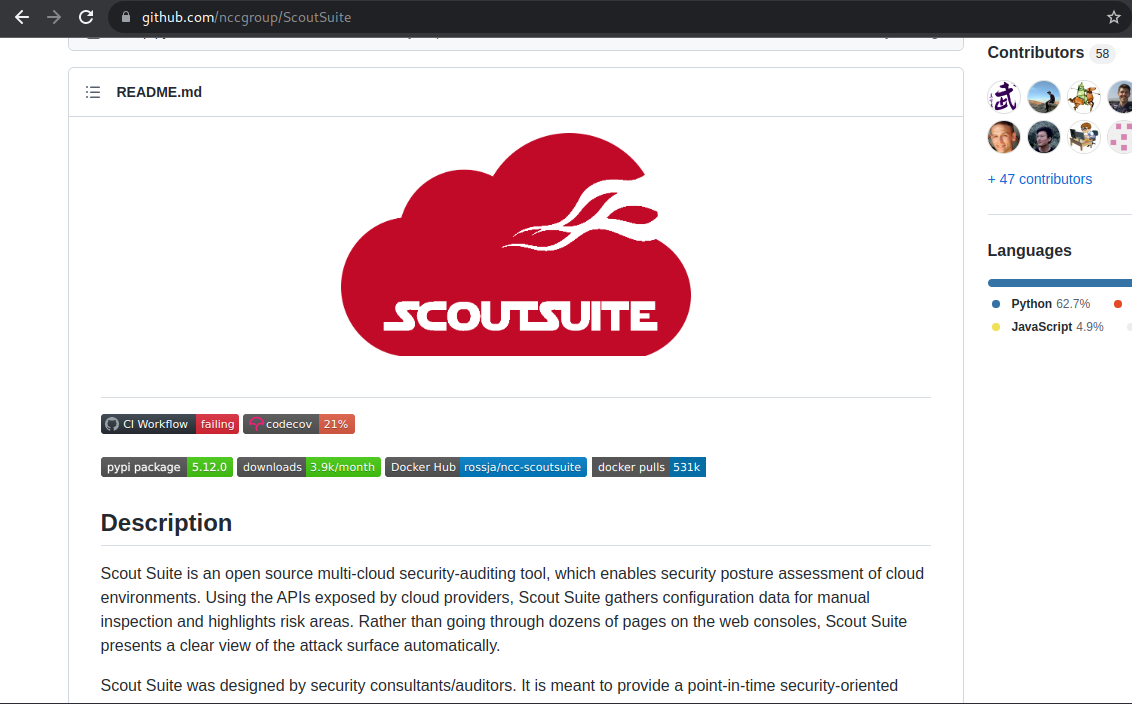 github.com/nccgroup/ScoutSuite
README.md
SCOUTSUITE
CI Workflow failing codecov 21%
pypi package 5.12.0 downloads 3.9k/month Docker Hub rossja/ncc-scoutsuite docker pulls 531k
Description
Scout Suite is an open source multi-cloud security-auditing tool, which enables security posture assessment of cloud
environments. Using the APIs exposed by cloud providers, Scout Suite gathers configuration data for manual
inspection and highlights risk areas. Rather than going through dozens of pages on the web consoles, Scout Suite
presents a clear view of the attack surface automatically.
Scout Suite was designed by security consultants/auditors. It is meant to provide a point-in-time security-oriented
Contributors 58
+ 47 contributors
Languages
Python 62.7%
JavaScript 4.9%